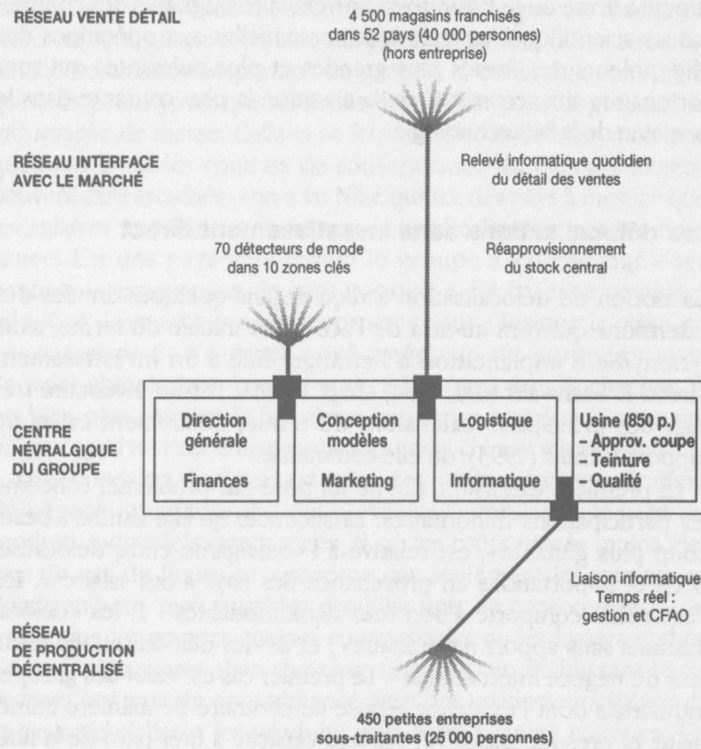 RÉSEAU VENTE DÉTAIL
4 500 magasins franchisés
dans 52 pays (40 000 personnes)
(hors entreprise)
RÉSEAU INTERFACE
AVEC LE MARCHÉ
Relevé informatique quotidien
du détail des ventes
70 détecteurs de mode
dans 10 zones clés
Réapprovisionnement
du stock central
CENTRE
NÉVRALGIQUE
DU GROUPE
Direction
générale
Conception
modèles
Logistique
Usine (850 p.)
– Approv. coupe
– Teinture
– Qualité
Finances
Marketing
Informatique
Liaison informatique
Temps réel :
gestion et CFAO
RÉSEAU
DE PRODUCTION
DÉCENTRALISÉ
450 petites entreprises
sous-traitantes (25 000 personnes)